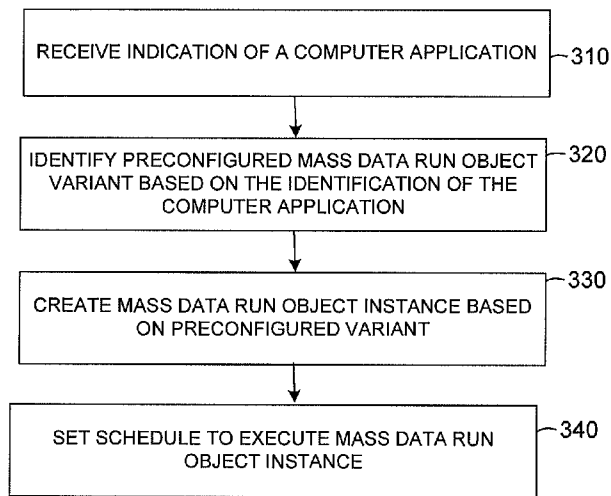 RECEIVE INDICATION OF A COMPUTER APPLICATION
310
IDENTIFY PRECONFIGURED MASS DATA RUN OBJECT
VARIANT BASED ON THE IDENTIFICATION OF THE
COMPUTER APPLICATION
320
CREATE MASS DATA RUN OBJECT INSTANCE BASED
ON PRECONFIGURED VARIANT
330
SET SCHEDULE TO EXECUTE MASS DATA RUN
OBJECT INSTANCE
340